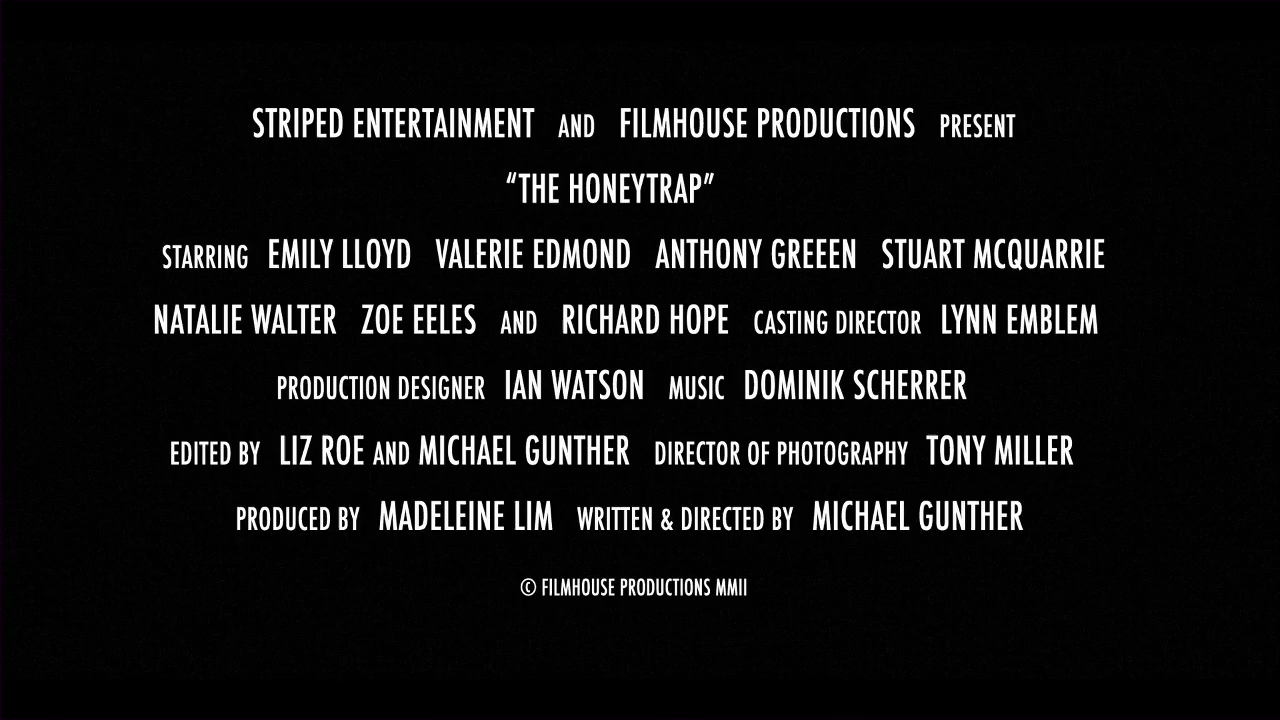 STRIPED ENTERTAINMENT AND FILMHOUSE PRODUCTIONS PRESENT
“THE HONEYTRAP”
STARRING EMILY LLOYD VALERIE EDMOND ANTHONY GREEEN STUART MCQUARRIE
NATALIE WALTER ZOE EELES AND RICHARD HOPE CASTING DIRECTOR LYNN EMBLEM
PRODUCTION DESIGNER IAN WATSON MUSIC DOMINIK SCHERRER
EDITED BY LIZ ROE AND MICHAEL GUNTHER DIRECTOR OF PHOTOGRAPHY TONY MILLER
PRODUCED BY MADELEINE LIM WRITTEN & DIRECTED BY MICHAEL GUNTHER
© FILMHOUSE PRODUCTIONS MMII